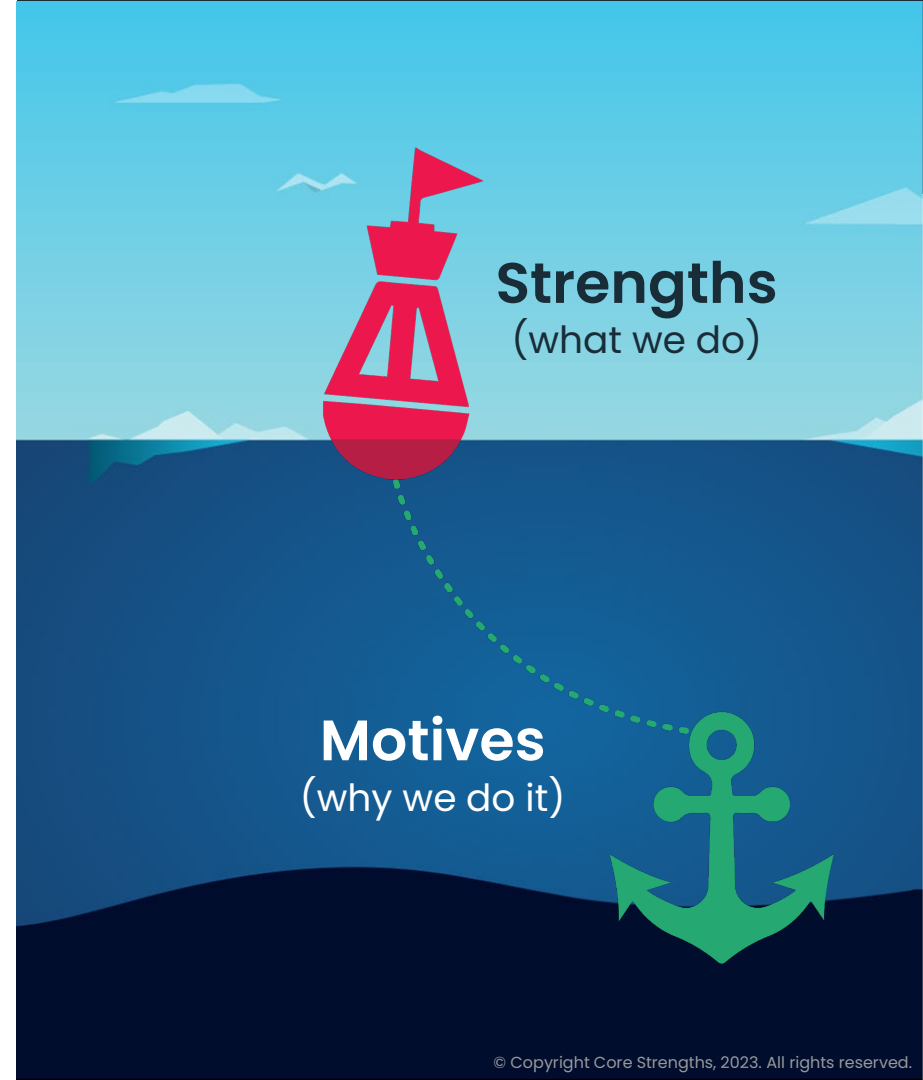 Strengths
(what we do)
Motives
(why we do it)
© Copyright Core Strengths, 2023. All rights reserved.